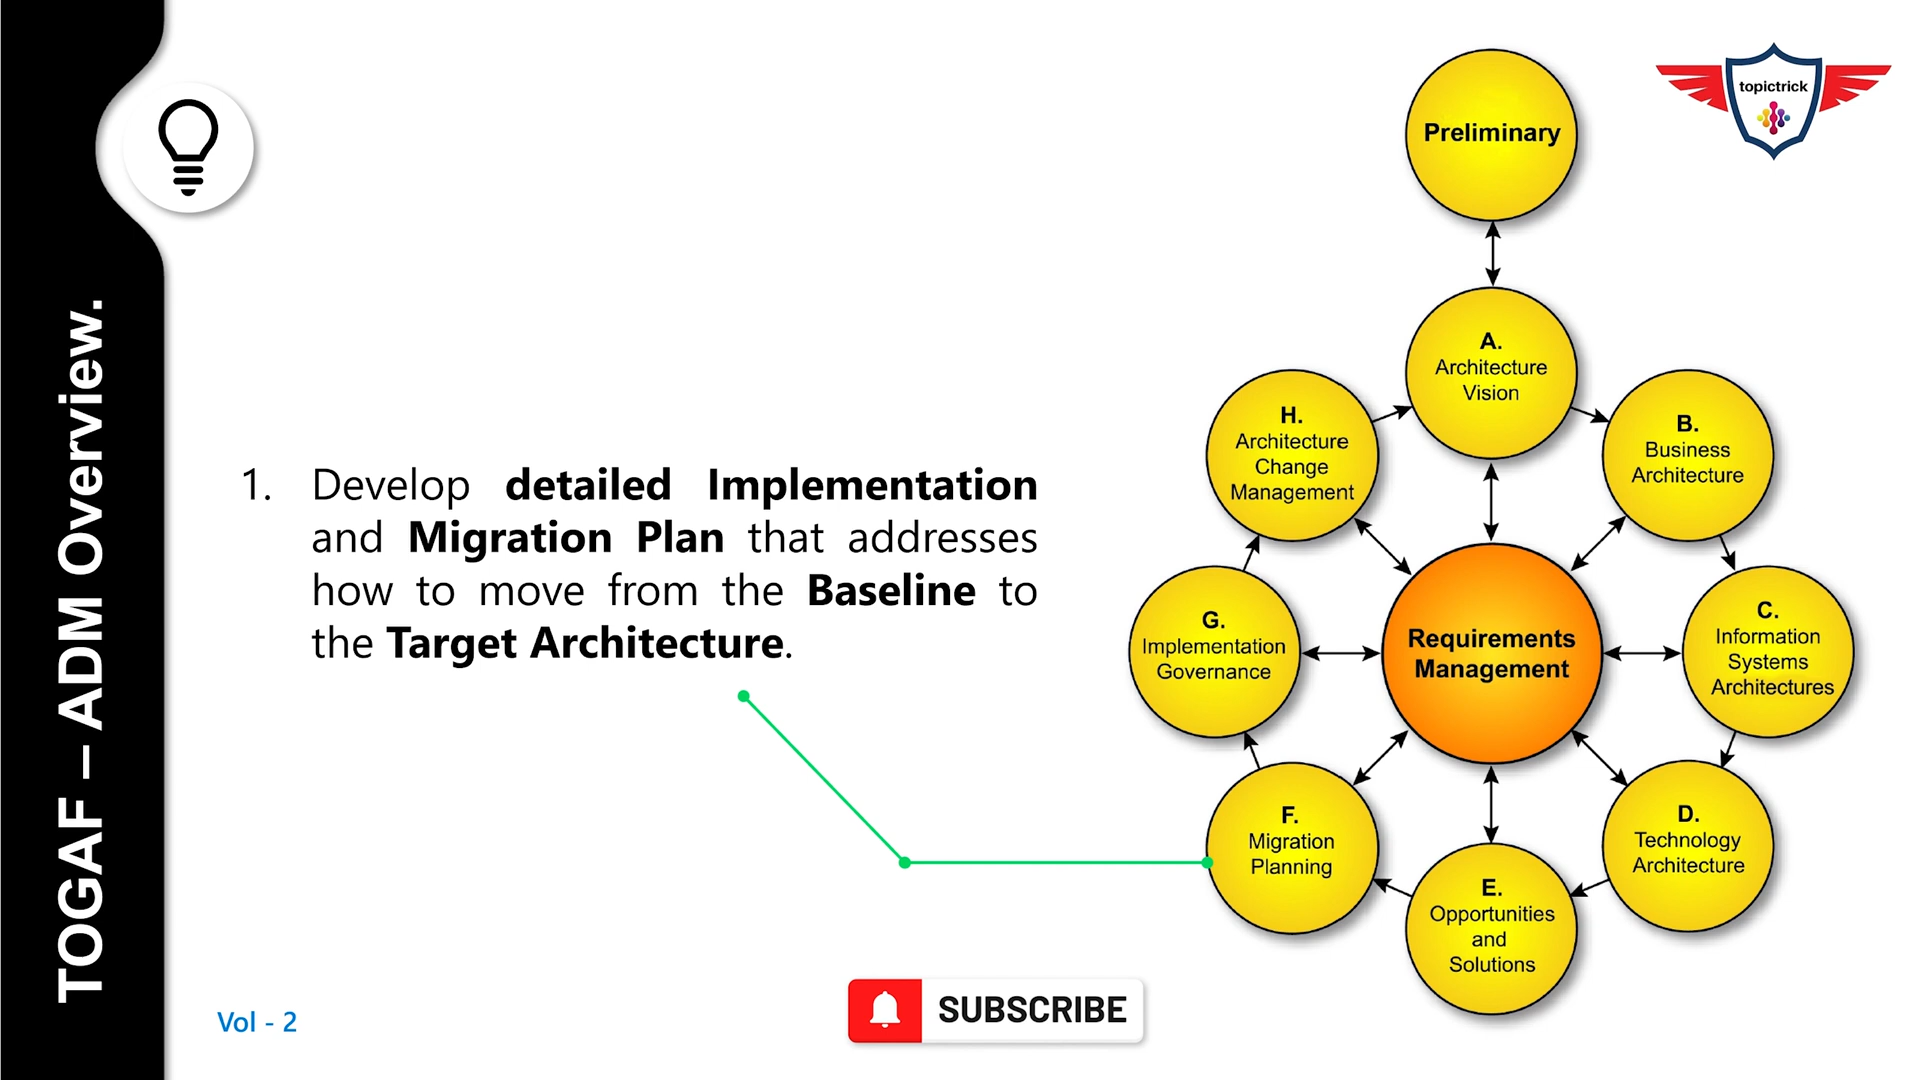 TOGAF – ADM Overview.
1. Develop detailed Implementation
and Migration Plan that addresses
how to move from the Baseline to
the Target Architecture.
Vol - 2
SUBSCRIBE
topictrick
Preliminary
A.
Architecture
Vision
B.
Business
Architecture
C.
Information
Systems
Architectures
D.
Technology
Architecture
E.
Opportunities
and
Solutions
F.
Migration
Planning
G.
Implementation
Governance
H.
Architecture
Change
Management
Requirements
Management